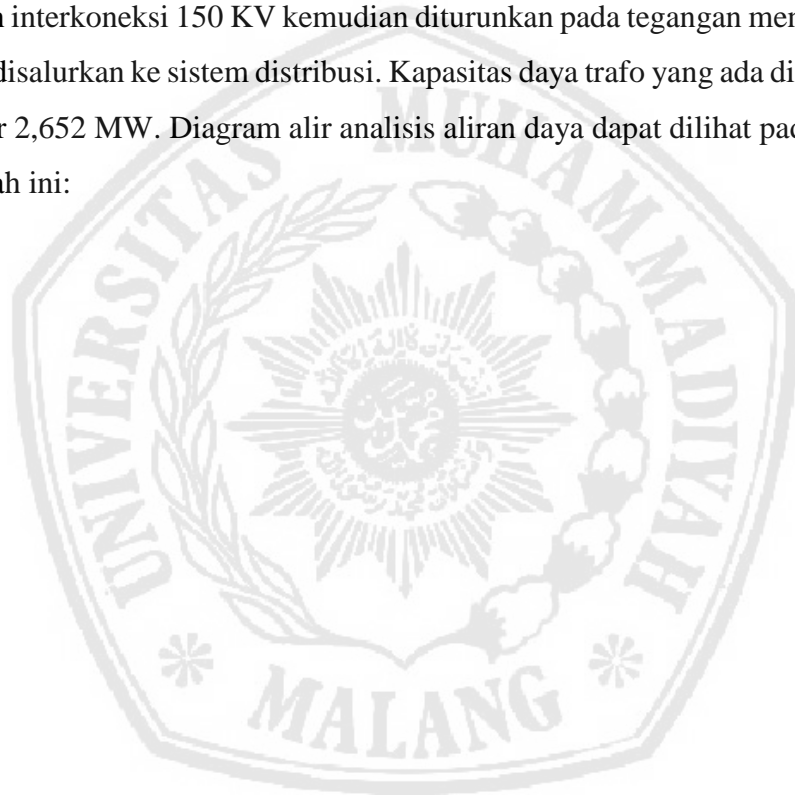 interkoneksi 150 KV kemudian diturunkan pada tegangan men
disalurkan ke sistem distribusi. Kapasitas daya trafo yang ada di
r 2,652 MW. Diagram alir analisis aliran daya dapat dilihat pad
ah ini:
UNIVERSITAS MUHAMMADIYAH
MALANG